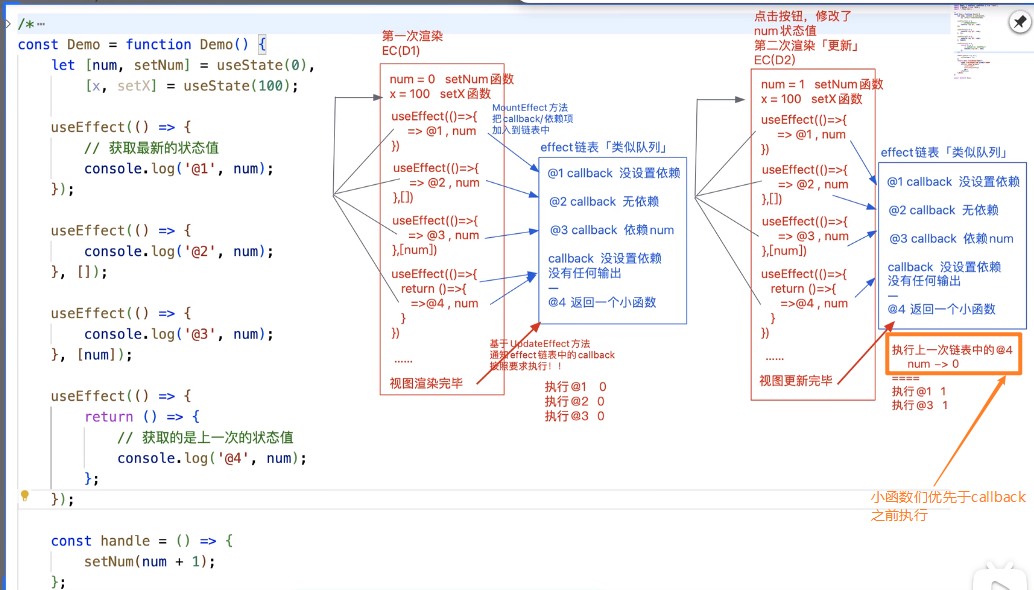 /*…
const Demo = function Demo() {
let [num, setNum] = useState(0),
[x, setX] = useState(100);
useEffect(() => {
// 获取最新的状态值
console.log('@1', num);
});
useEffect(() => {
console.log('@2', num);
}, []);
useEffect(() => {
console.log('@3', num);
}, [num]);
useEffect(() => {
return () => {
// 获取的是上一次的状态值
console.log('@4', num);
};
});
const handle = () => {
setNum(num + 1);
};
第一次渲染
EC(D1)
num = 0 setNum 函数
x = 100 setX 函数
useEffect(()=>{
=> @1 , num
})
useEffect(()=>{
=> @2 , num
},[])
useEffect(()=>{
=> @3 , num
},[num])
useEffect(()=>{
return ()=>{
=>@4 , num
}
})
......
视图渲染完毕
MountEffect 方法
把callback/依赖项
加入到链表中
effect链表「类似队列」
@1 callback 没设置依赖
@2 callback 无依赖
@3 callback 依赖num
callback 没设置依赖
没有任何输出
—
@4 返回一个小函数
基于UpdateEffect方法
通知effect链表中的callback
按照要求执行！！
执行@1 0
执行@2 0
执行@3 0
点击按钮，修改了
num状态值
第二次渲染「更新」
EC(D2)
num = 1 setNum 函数
x = 100 setX 函数
useEffect(()=>{
=> @1 , num
})
useEffect(()=>{
=> @2 , num
},[])
useEffect(()=>{
=> @3 , num
},[num])
useEffect(()=>{
return ()=>{
=>@4 , num
}
})
......
视图更新完毕
effect链表「类似队列」
@1 callback 没设置依赖
@2 callback 无依赖
@3 callback 依赖num
callback 没设置依赖
没有任何输出
—
@4 返回一个小函数
执行上一次链表中的@4
num -> 0
====
执行@1 1
执行@3 1
小函数们优先于callback
之前执行